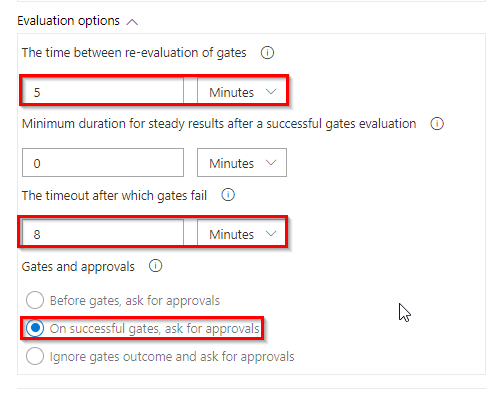 Evaluation options
The time between re-evaluation of gates
5 Minutes
Minimum duration for steady results after a successful gates evaluation
0 Minutes
The timeout after which gates fail
8 Minutes
Gates and approvals
Before gates, ask for approvals
On successful gates, ask for approvals
Ignore gates outcome and ask for approvals